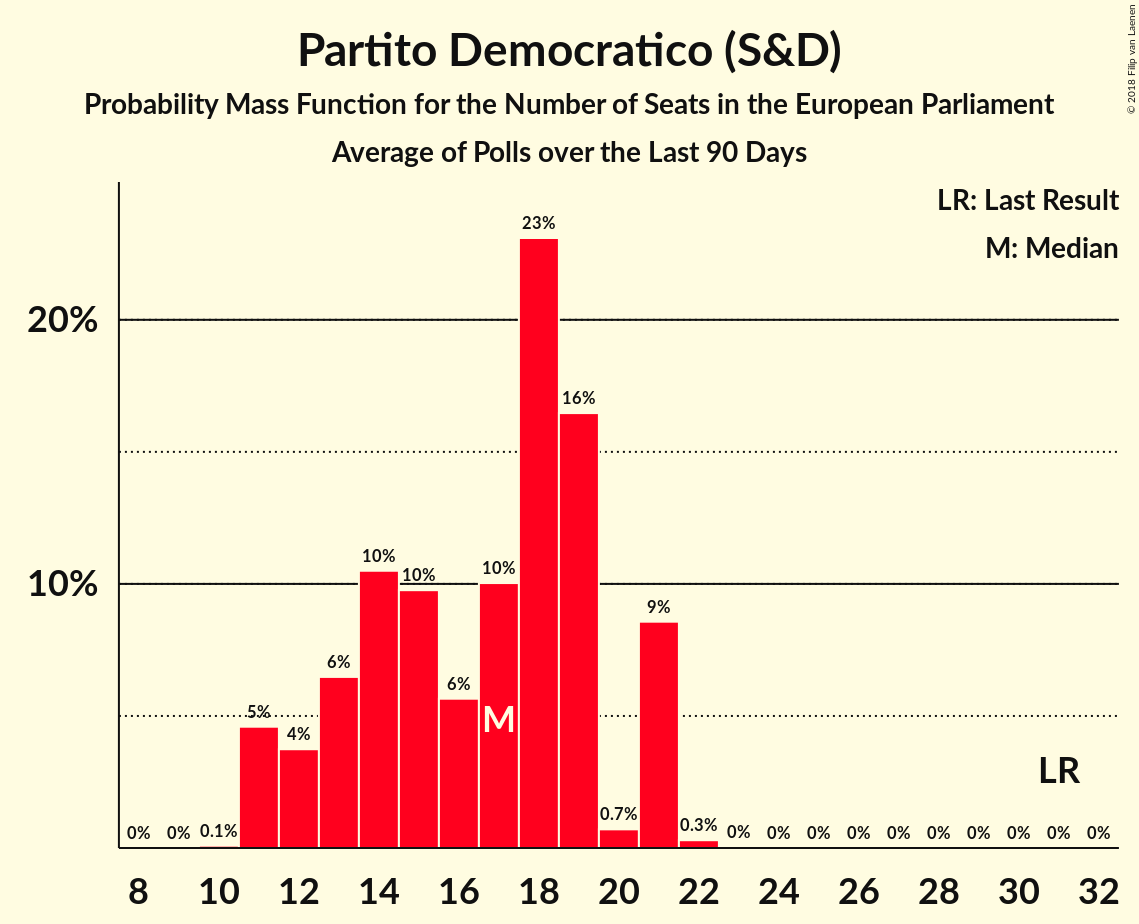 Partito Democratico (S&D)
Probability Mass Function for the Number of Seats in the European Parliament
Average of Polls over the Last 90 Days
© 2018 Filip van Laenen
LR: Last Result
M: Median
20%
10%
0% 0% 0.1% 5% 4% 6% 10% 10% 6% 10% 23% 16% 0.7% 9% 0.3% 0% 0% 0% 0% 0% 0% 0% 0% 0% 0%
M
LR
8 10 12 14 16 18 20 22 24 26 28 30 32